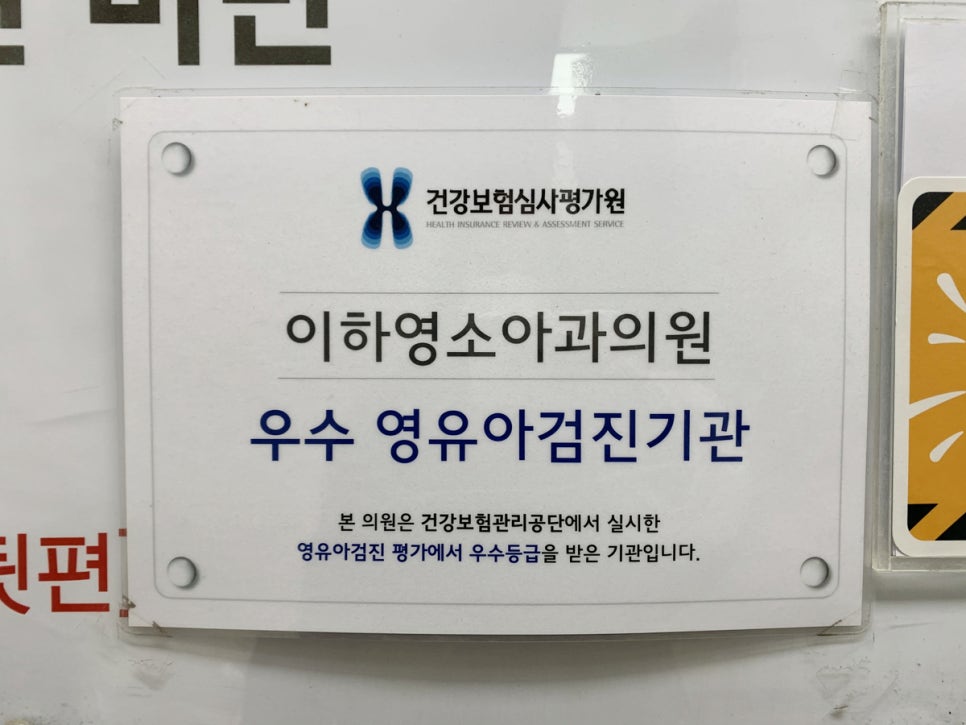 건강보험심사평가원
HEALTH INSURANCE REVIEW & ASSESSMENT SERVICE
이하영소아과의원
우수 영유아검진기관
본 의원은 건강보험관리공단에서 실시한
영유아검진 평가에서 우수등급을 받은 기관입니다.
뒷편